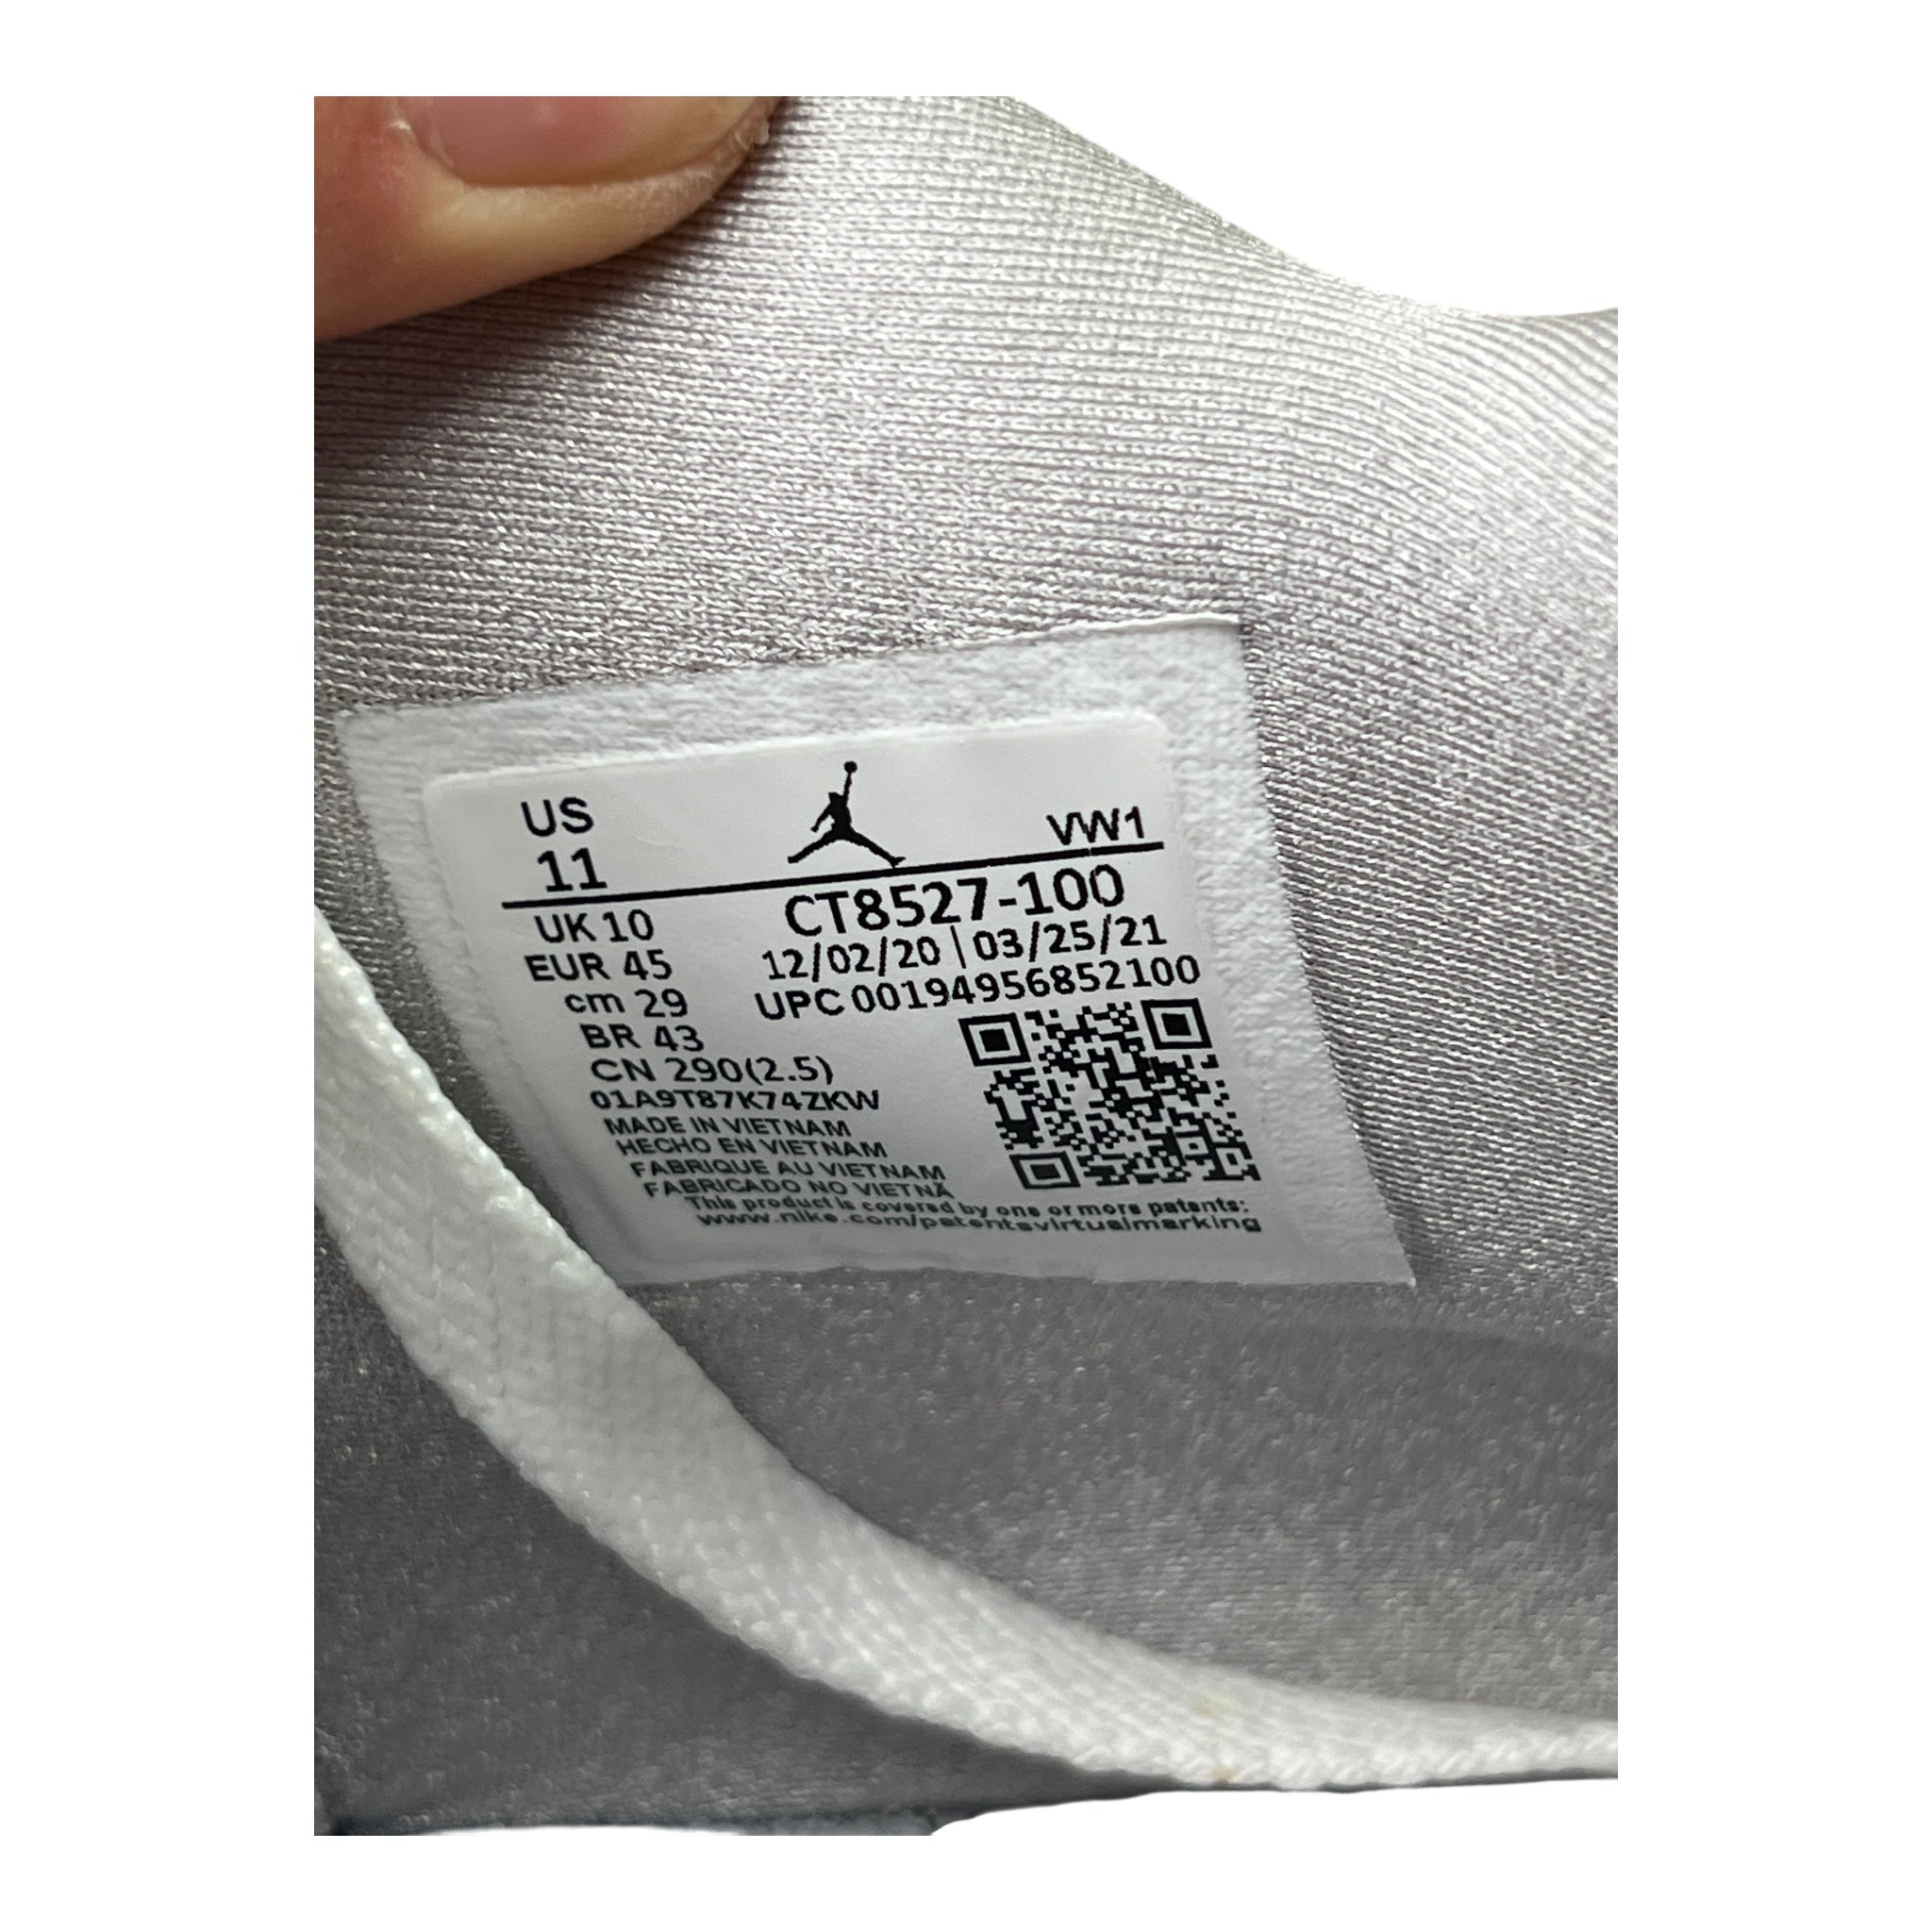 US
11
VW1
UK 10
EUR 45
cm 29
BR 43
CN 290(2.5)
01A9T87K74ZKW
CT8527-100
12/02/20 | 03/25/21
UPC 00194956852100
MADE IN VIETNAM
HECHO EN VIETNAM
FABRIQUE AU VIETNAM
FABRICADO NO VIETNÃ
This product is covered by one or more patents:
www.nike.com/patentsvirtualmarking